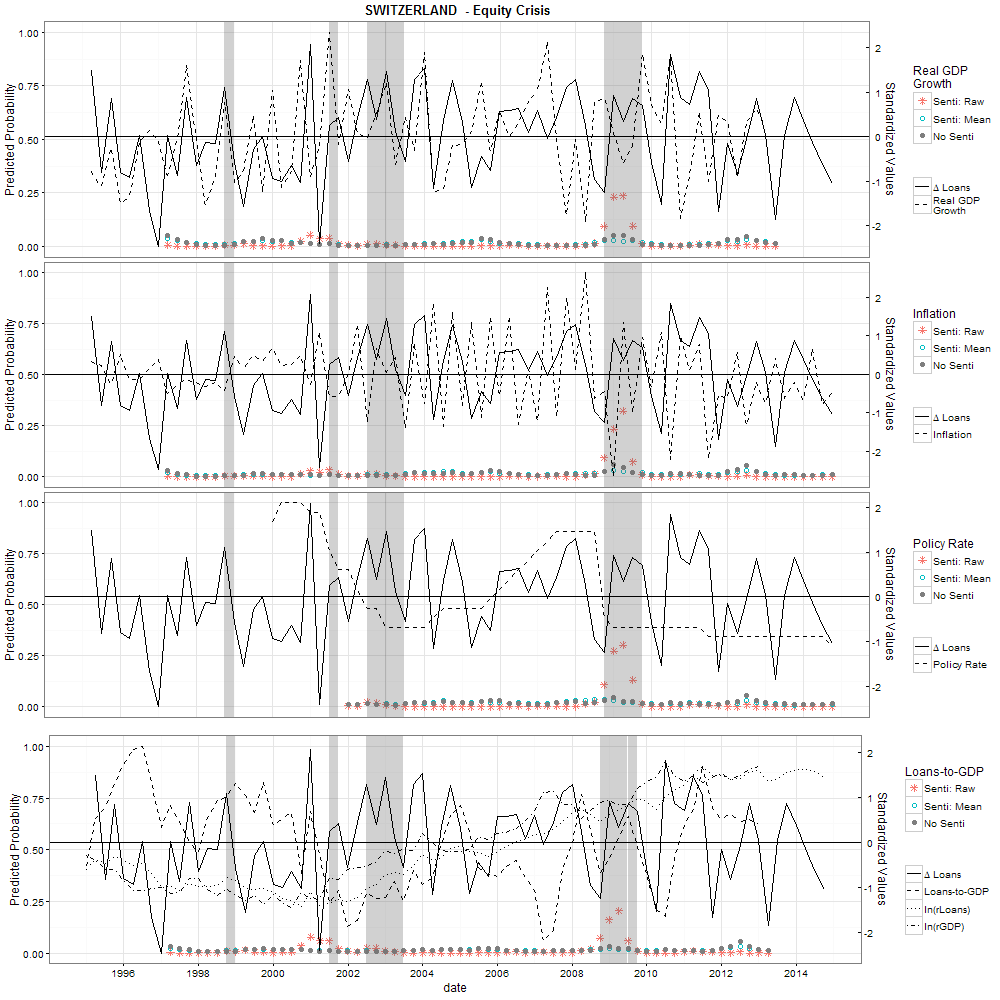 SWITZERLAND - Equity Crisis
1.00
0.75
0.50
0.25
0.00
Predicted Probability
2
1
0
-1
-2
Standardized Values
Real GDP
Growth
Senti: Raw
Senti: Mean
No Senti
Δ Loans
Real GDP
Growth
1.00
0.75
0.50
0.25
0.00
Predicted Probability
2
1
0
-1
-2
Standardized Values
Inflation
Senti: Raw
Senti: Mean
No Senti
Δ Loans
Inflation
1.00
0.75
0.50
0.25
0.00
Predicted Probability
2
1
0
-1
-2
Standardized Values
Policy Rate
Senti: Raw
Senti: Mean
No Senti
Δ Loans
Policy Rate
1.00
0.75
0.50
0.25
0.00
Predicted Probability
2
1
0
-1
-2
Standardized Values
Loans-to-GDP
Senti: Raw
Senti: Mean
No Senti
Δ Loans
Loans-to-GDP
ln(rLoans)
ln(rGDP)
1996 1998 2000 2002 2004 2006 2008 2010 2012 2014
date